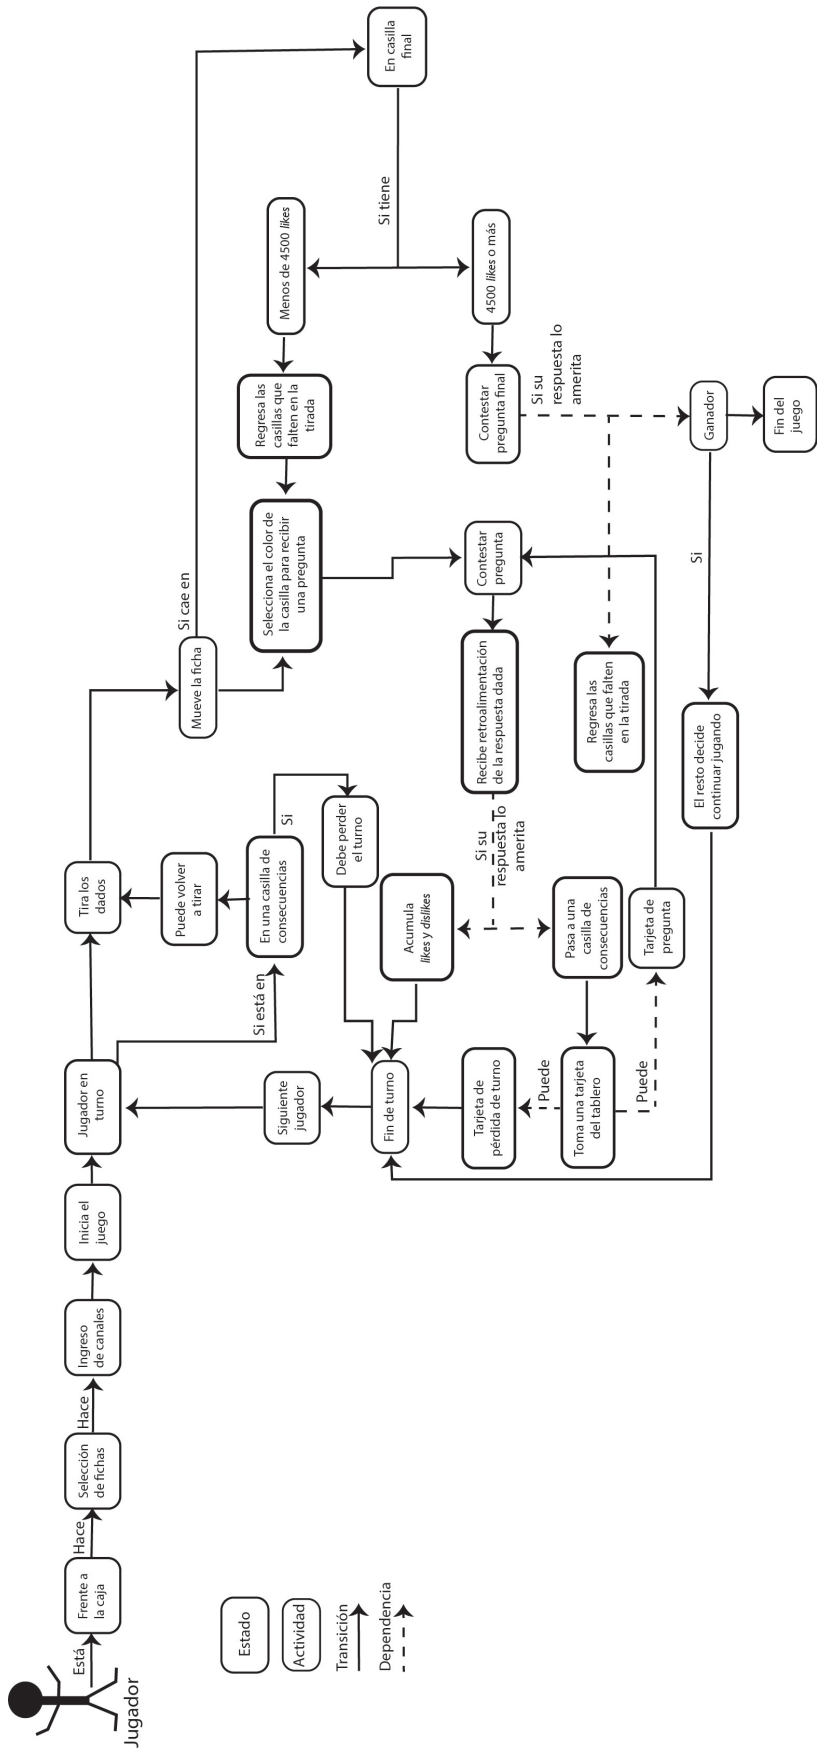 Jugador
Está
Frente a
la caja
Hace
Selección
de fichas
Hace
Ingreso
de canales
Inicia el
juego
Jugador en
turno
Tira los
dados
Puede volver
a tirar
Si está en
En una casilla de
consecuencias
Si
Debe perder
el turno
Siguiente
jugador
Fin de turno
Mueve la ficha
Si cae en
En casilla
final
Si tiene
Menos de 4500 likes
Regresa las
casillas que
falten en la
tirada
Selecciona el color de
la casilla para recibir
una pregunta
4500 likes o más
Contestar
pregunta final
Si su
respuesta lo
amerita
Ganador
Fin del
juego
Si
El resto decide
continuar jugando
Regresa las
casillas que falten
en la tirada
Contestar
pregunta
Recibe retroalimentación
de la respuesta dada
Si su
respuesta lo
amerita
Acumula
likes y dislikes
Pasa a una
casilla de
consecuencias
Toma una tarjeta
del tablero
Puede
Tarjeta de
pérdida de turno
Puede
Tarjeta de
pregunta
Estado
Actividad
Transición
Dependencia